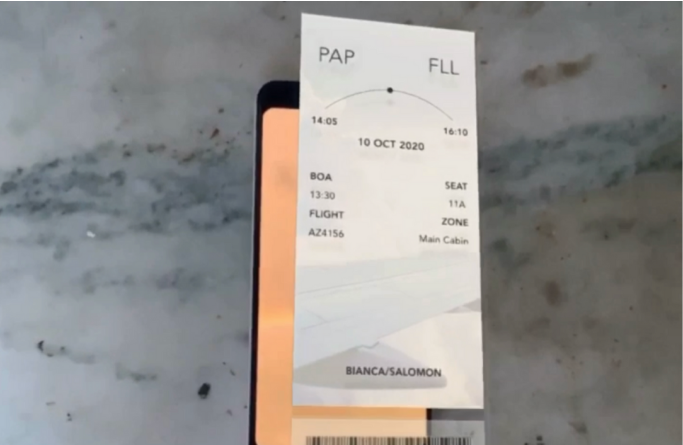 PAP FLL
14:05 16:10
10 OCT 2020
BOA SEAT
13:30 11A
FLIGHT ZONE
AZ4156 Main Cabin
BIANCA/SALOMON